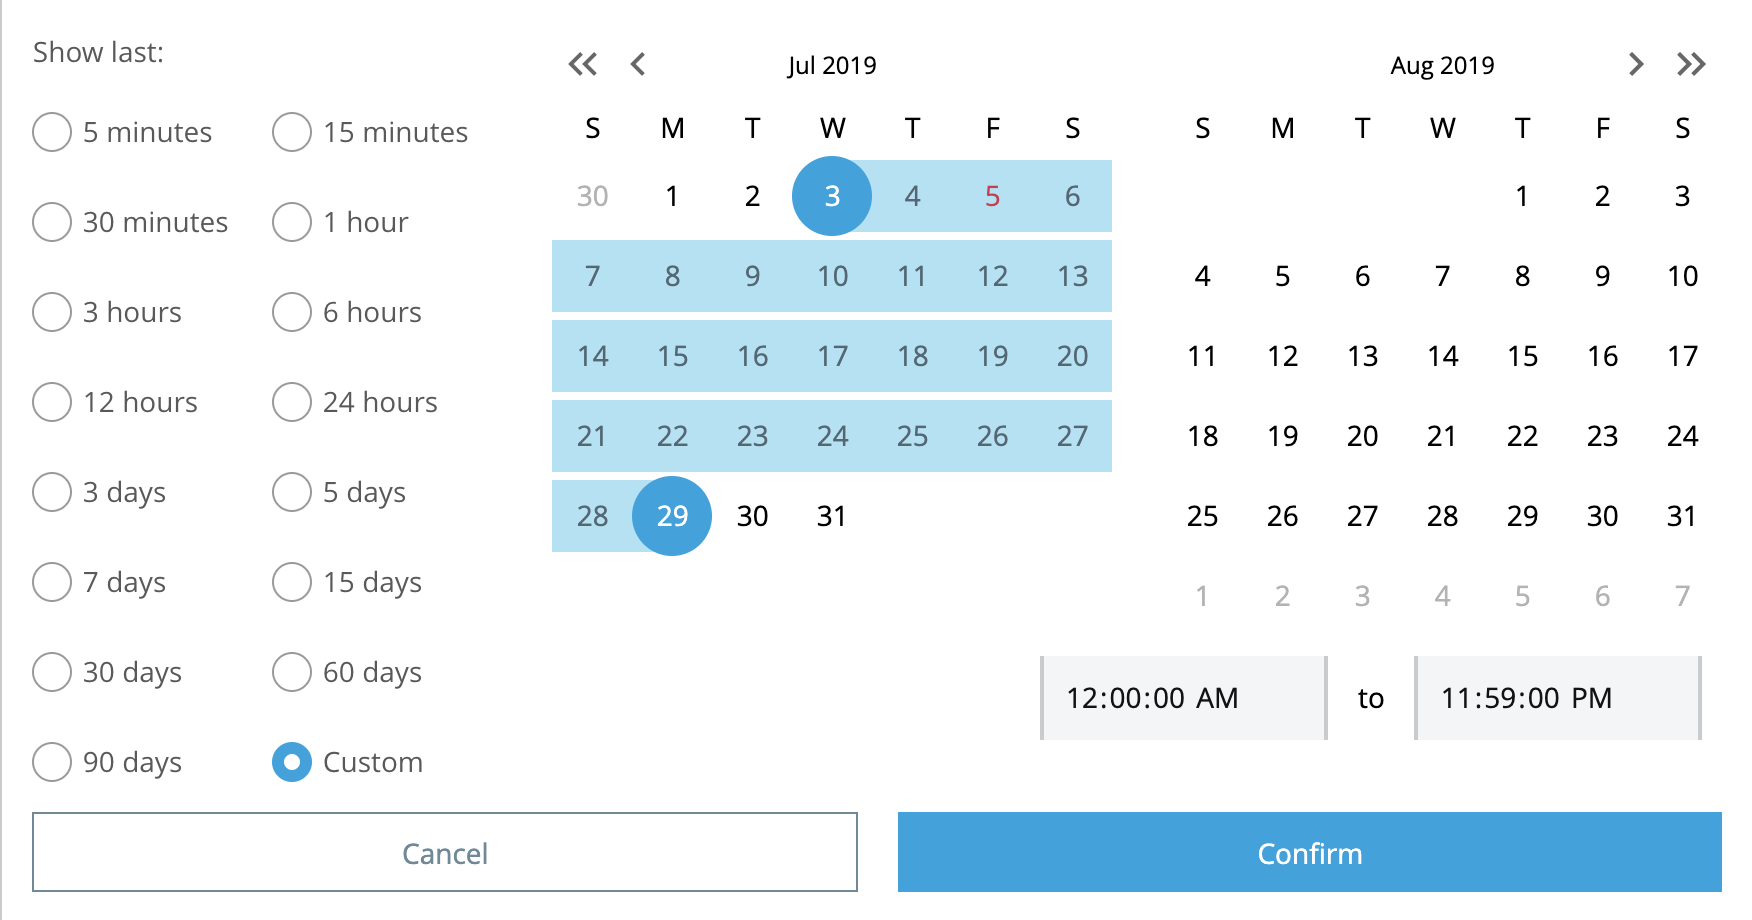 Show last:
5 minutes 15 minutes
30 minutes 1 hour
3 hours 6 hours
12 hours 24 hours
3 days 5 days
7 days 15 days
30 days 60 days
90 days Custom
Jul 2019
S M T W T F S
30 1 2 3 4 5 6
7 8 9 10 11 12 13
14 15 16 17 18 19 20
21 22 23 24 25 26 27
28 29 30 31
Aug 2019
S M T W T F S
1 2 3
4 5 6 7 8 9 10
11 12 13 14 15 16 17
18 19 20 21 22 23 24
25 26 27 28 29 30 31
1 2 3 4 5 6 7
12:00:00 AM to 11:59:00 PM
Cancel Confirm